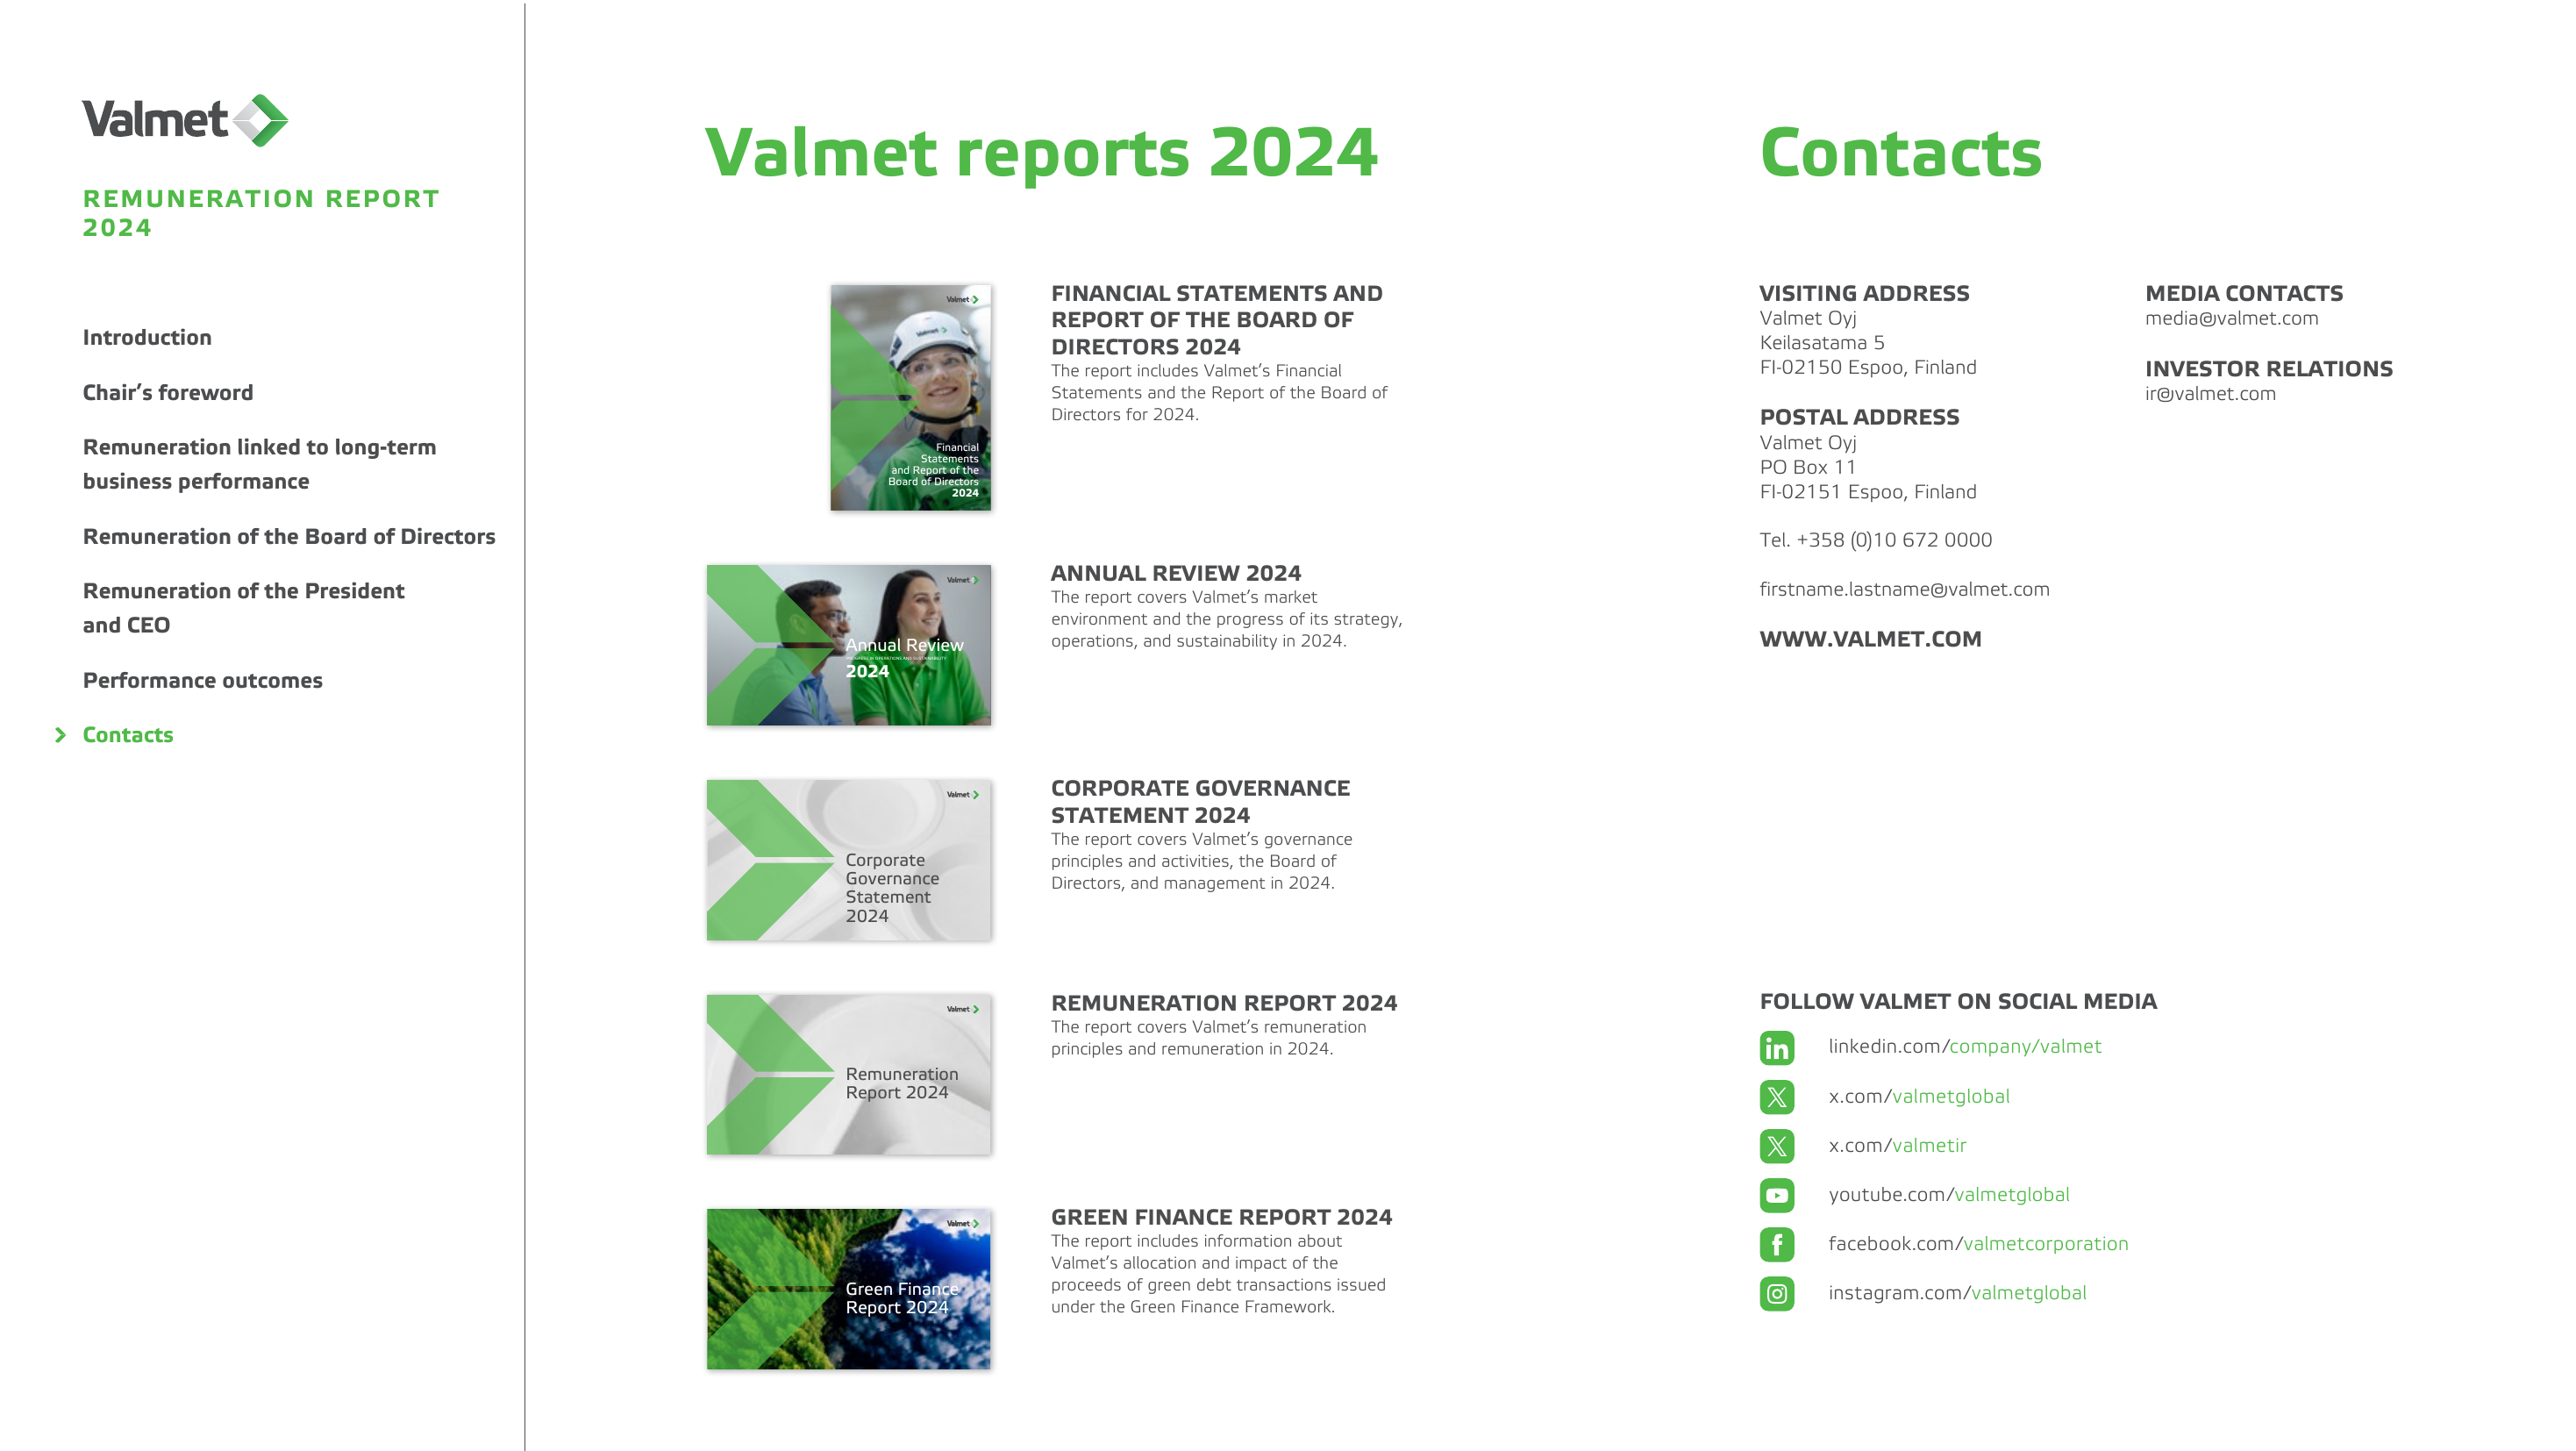 Valmet
REMUNERATION REPORT
2024
Introduction
Chair’s foreword
Remuneration linked to long-term
business performance
Remuneration of the Board of Directors
Remuneration of the President
and CEO
Performance outcomes
Contacts
Valmet reports 2024
Valmet
Valmet
Financial
Statements
and Report of the
Board of Directors
2024
FINANCIAL STATEMENTS AND
REPORT OF THE BOARD OF
DIRECTORS 2024
The report includes Valmet’s Financial
Statements and the Report of the Board of
Directors for 2024.
Valmet
Annual Review
PROGRESS IN OPERATIONS AND SUSTAINABILITY
2024
ANNUAL REVIEW 2024
The report covers Valmet’s market
environment and the progress of its strategy,
operations, and sustainability in 2024.
Valmet
Corporate
Governance
Statement
2024
CORPORATE GOVERNANCE
STATEMENT 2024
The report covers Valmet’s governance
principles and activities, the Board of
Directors, and management in 2024.
Valmet
Remuneration
Report 2024
REMUNERATION REPORT 2024
The report covers Valmet’s remuneration
principles and remuneration in 2024.
Valmet
Green Finance
Report 2024
GREEN FINANCE REPORT 2024
The report includes information about
Valmet’s allocation and impact of the
proceeds of green debt transactions issued
under the Green Finance Framework.
Contacts
VISITING ADDRESS
Valmet Oyj
Keilasatama 5
FI-02150 Espoo, Finland
POSTAL ADDRESS
Valmet Oyj
PO Box 11
FI-02151 Espoo, Finland
Tel. +358 (0)10 672 0000
firstname.lastname@valmet.com
WWW.VALMET.COM
MEDIA CONTACTS
media@valmet.com
INVESTOR RELATIONS
ir@valmet.com
FOLLOW VALMET ON SOCIAL MEDIA
linkedin.com/company/valmet
x.com/valmetglobal
x.com/valmetir
youtube.com/valmetglobal
facebook.com/valmetcorporation
instagram.com/valmetglobal